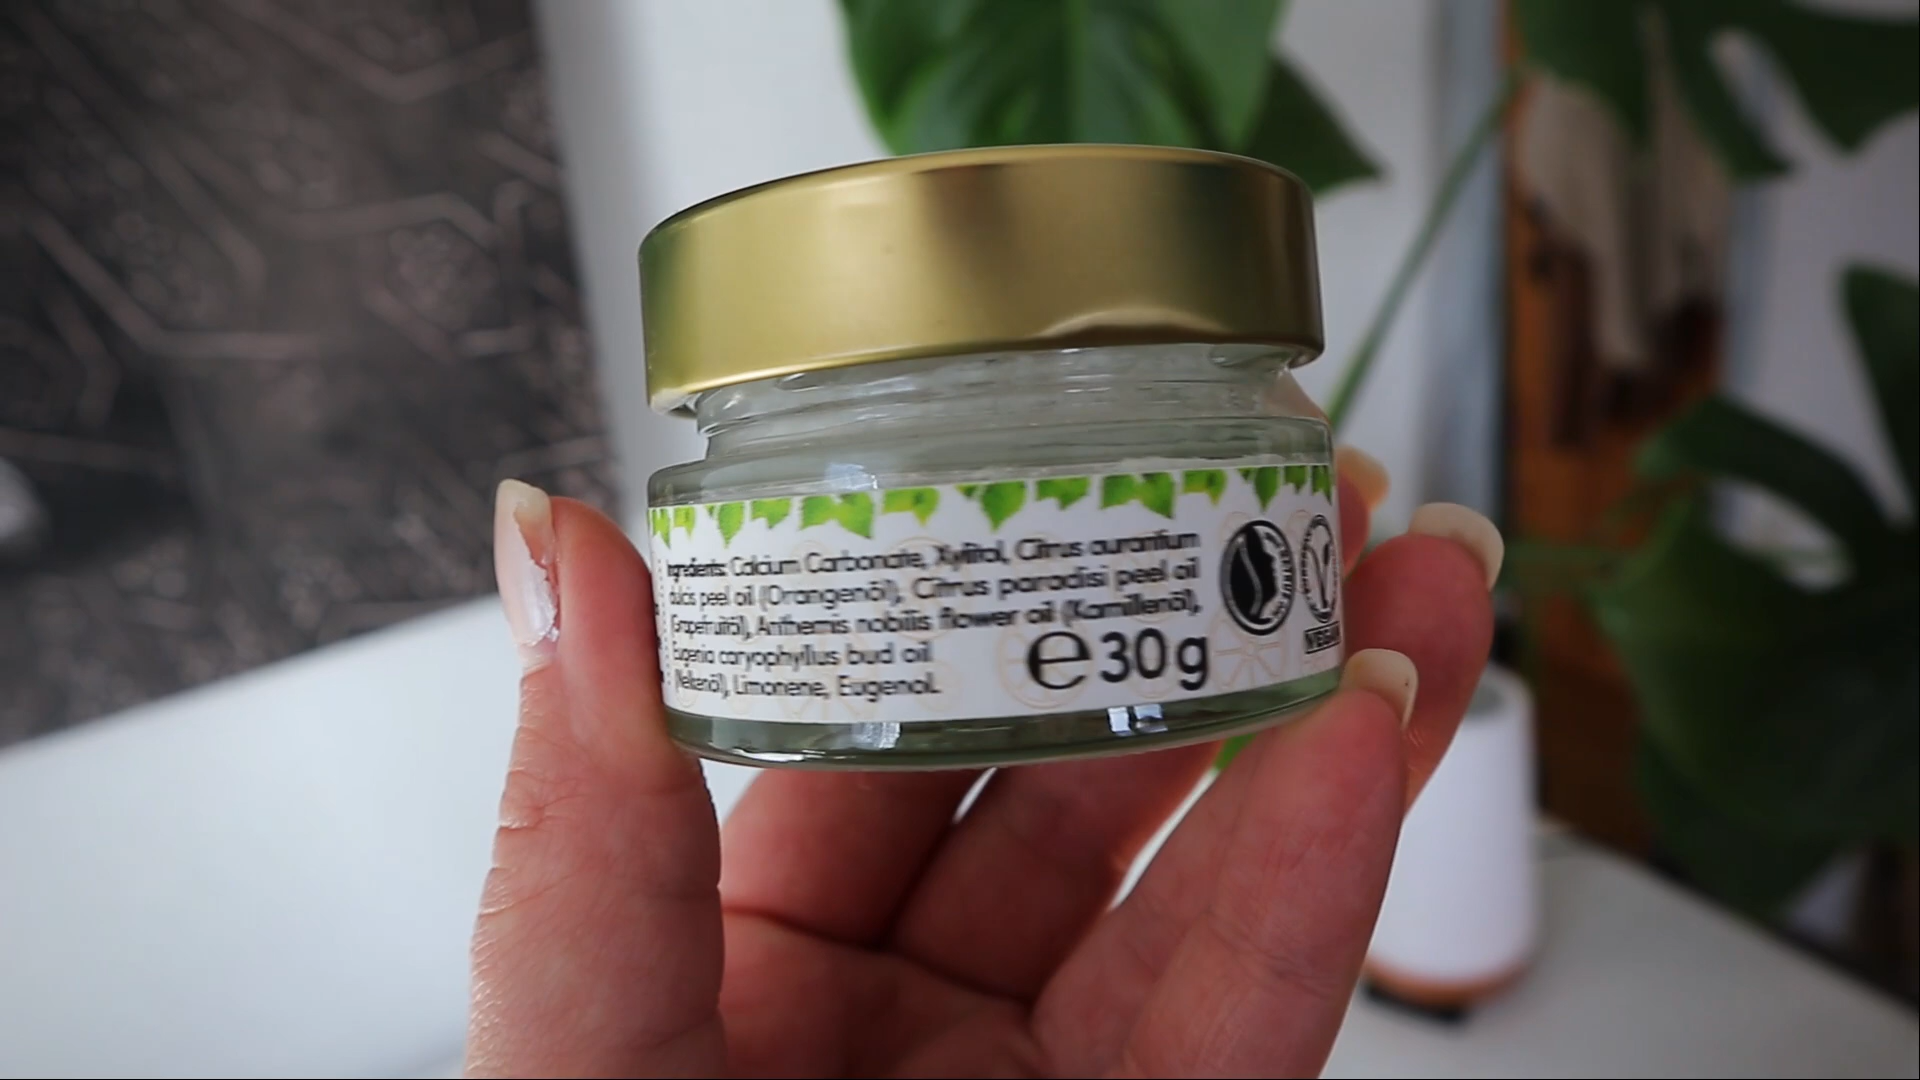 Ingredients: Calcium Carbonate, Xylitol, Citrus aurantium
dulcis peel oil (Orangenöl), Citrus paradisi peel oil
(Grapefruitöl), Anthemis nobilis flower oil (Kamillenöl),
Eugenia caryophyllus bud oil
(Nelkenöl), Limonene, Eugenol.
℮30g
VEGAN